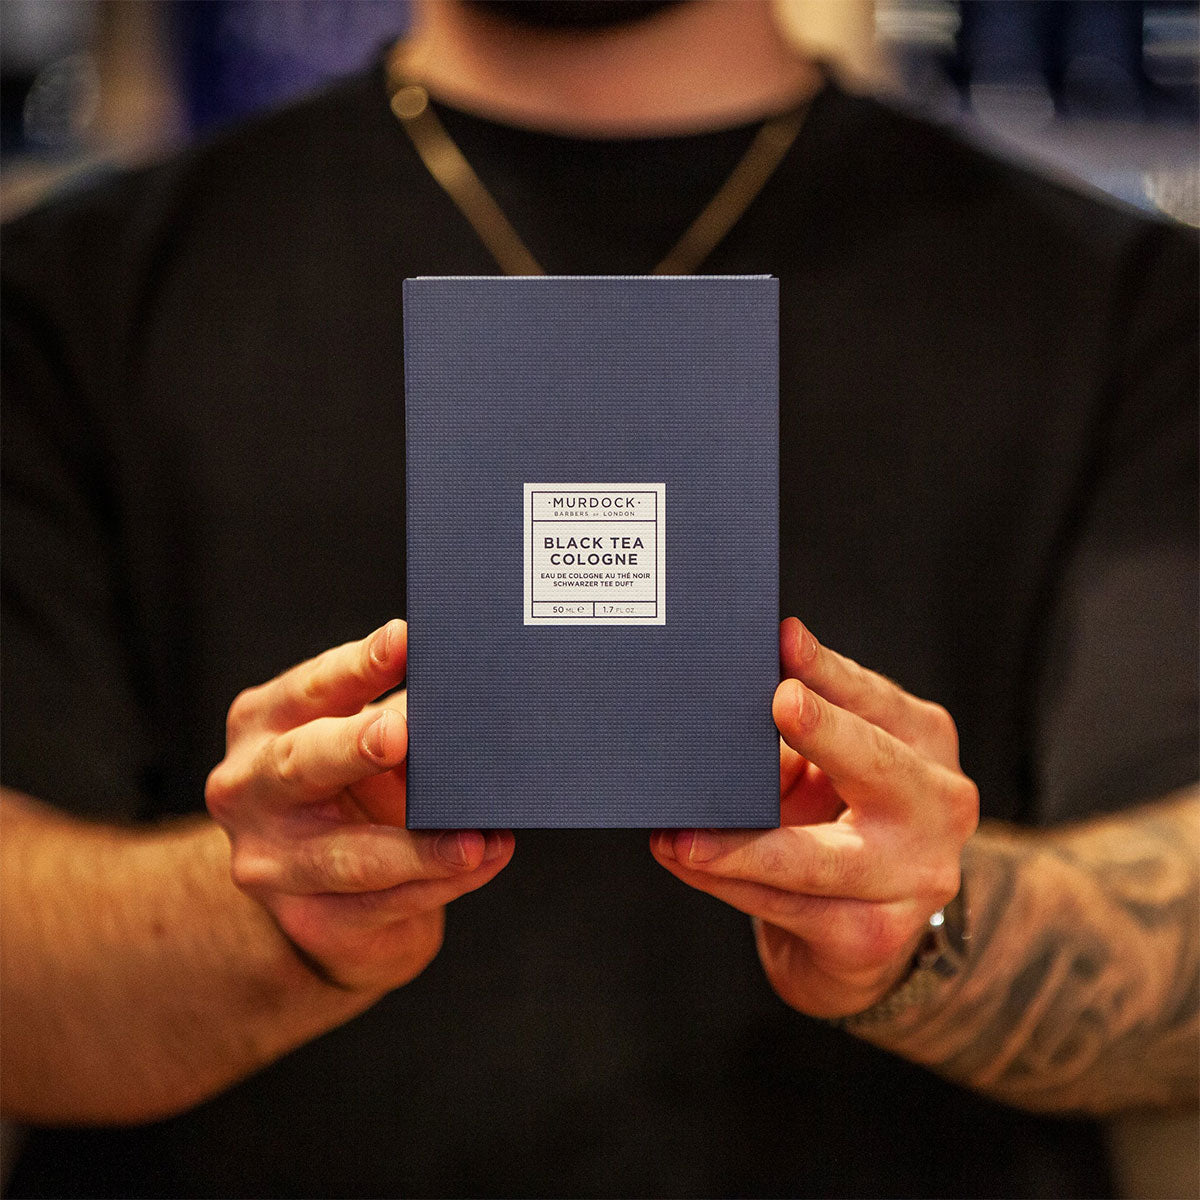 ·MURDOCK·
BARBERS OF LONDON
BLACK TEA
COLOGNE
EAU DE COLOGNE AU THÉ NOIR
SCHWARZER TEE DUFT
50 ML ℮ 1.7 FL OZ